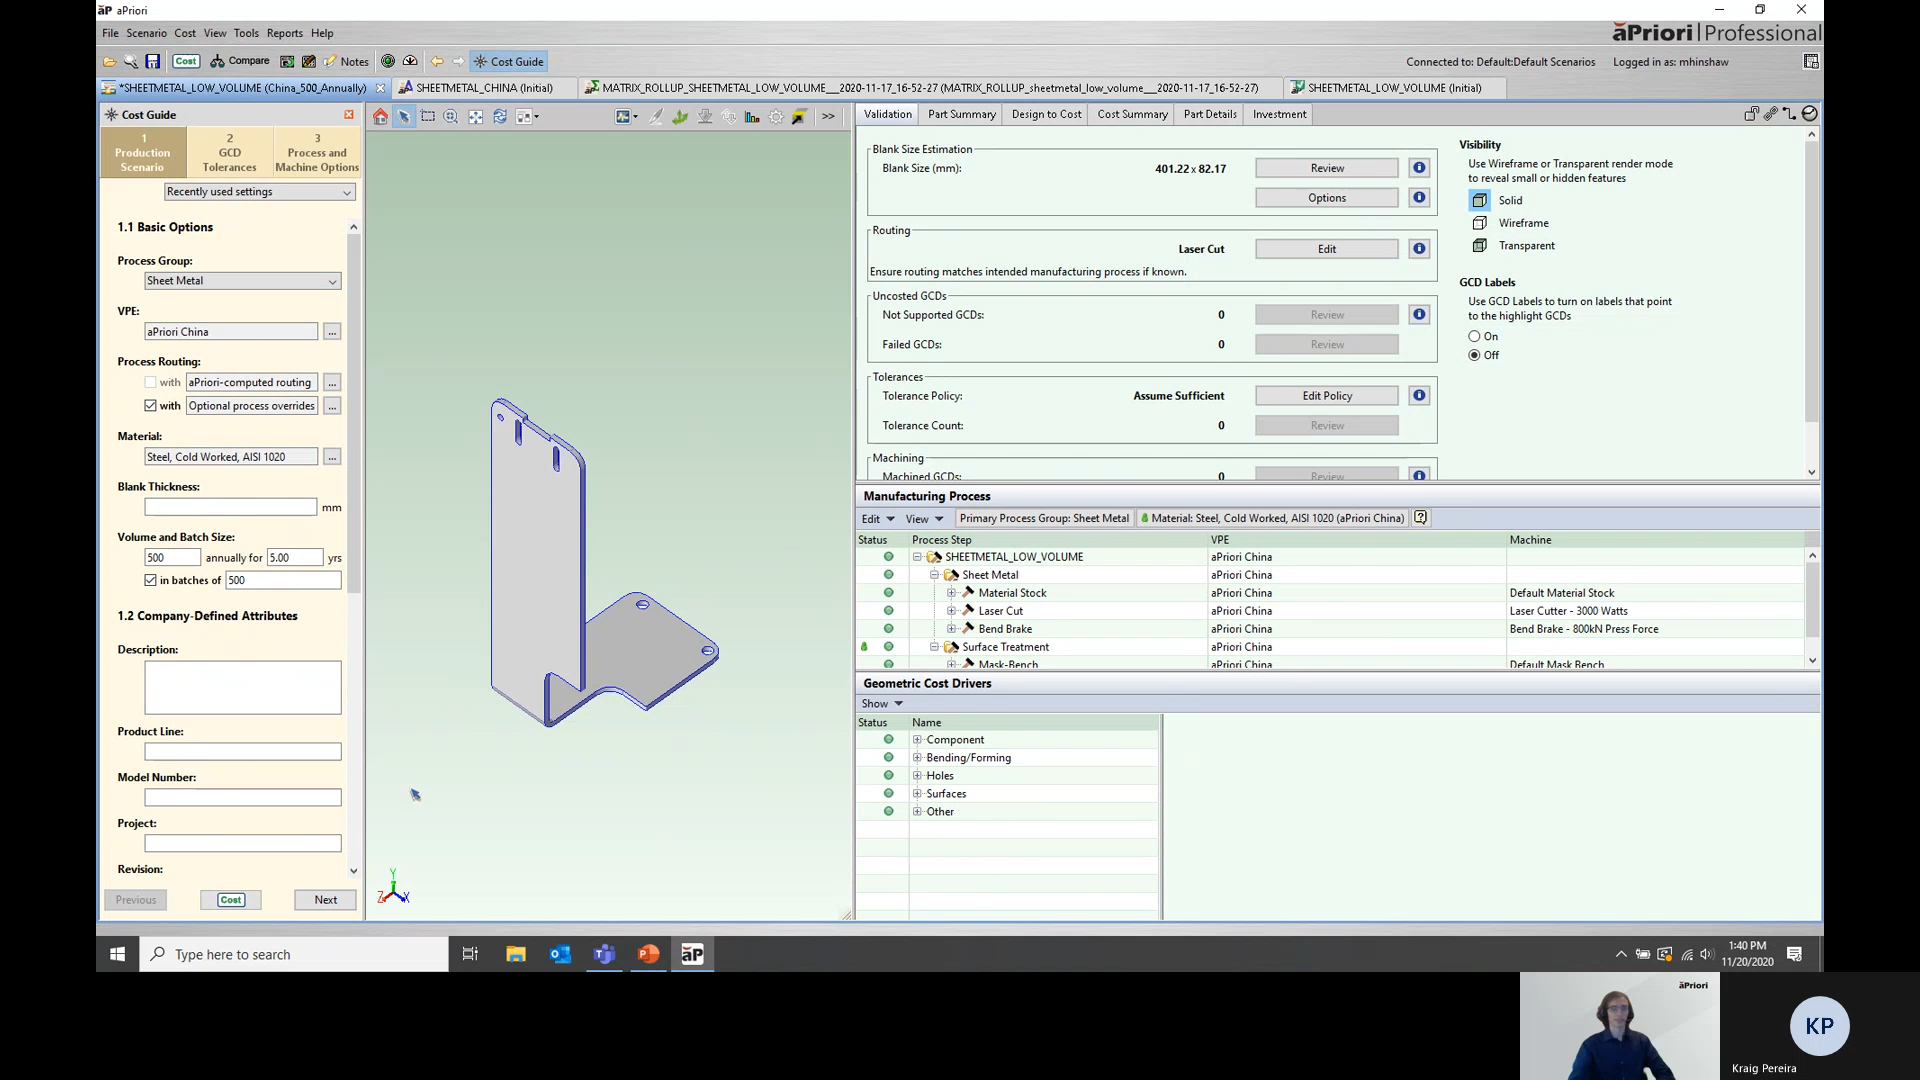 aP aPriori
File Scenario Cost View Tools Reports Help
aPriori | Professional
Cost Compare Notes Cost Guide
Connected to: Default:Default Scenarios Logged in as: mhinshaw
*SHEETMETAL_LOW_VOLUME (China_500_Annually)
SHEETMETAL_CHINA (Initial)
MATRIX_ROLLUP_SHEETMETAL_LOW_VOLUME__2020-11-17_16-52-27 (MATRIX_ROLLUP_sheetmetal_low_volume__2020-11-17_16-52-27)
SHEETMETAL_LOW_VOLUME (Initial)
Cost Guide
1 Production Scenario
2 GCD Tolerances
3 Process and Machine Options
Recently used settings
1.1 Basic Options
Process Group:
Sheet Metal
VPE:
aPriori China ...
Process Routing:
with aPriori-computed routing ...
with Optional process overrides ...
Material:
Steel, Cold Worked, AISI 1020 ...
Blank Thickness:
mm
Volume and Batch Size:
500 annually for 5.00 yrs
in batches of 500
1.2 Company-Defined Attributes
Description:
Product Line:
Model Number:
Project:
Revision:
Previous Cost Next
>>
Y
Z X
Validation Part Summary Design to Cost Cost Summary Part Details Investment
Blank Size Estimation
Blank Size (mm): 401.22 x 82.17 Review
Options
Routing
Laser Cut Edit
Ensure routing matches intended manufacturing process if known.
Uncosted GCDs
Not Supported GCDs: 0 Review
Failed GCDs: 0 Review
Tolerances
Tolerance Policy: Assume Sufficient Edit Policy
Tolerance Count: 0 Review
Machining
Machined GCDs: 0 Review
Visibility
Use Wireframe or Transparent render mode
to reveal small or hidden features
Solid
Wireframe
Transparent
GCD Labels
Use GCD Labels to turn on labels that point
to the highlight GCDs
On
Off
Manufacturing Process
Edit View Primary Process Group: Sheet Metal Material: Steel, Cold Worked, AISI 1020 (aPriori China)
Status Process Step VPE Machine
SHEETMETAL_LOW_VOLUME aPriori China
Sheet Metal aPriori China
Material Stock aPriori China Default Material Stock
Laser Cut aPriori China Laser Cutter - 3000 Watts
Bend Brake aPriori China Bend Brake - 800kN Press Force
Surface Treatment aPriori China
Mask-Bench aPriori China Default Mask Bench
Geometric Cost Drivers
Show
Status Name
Component
Bending/Forming
Holes
Surfaces
Other
Type here to search
aP
1:40 PM
11/20/2020
aPriori
KP
Kraig Pereira